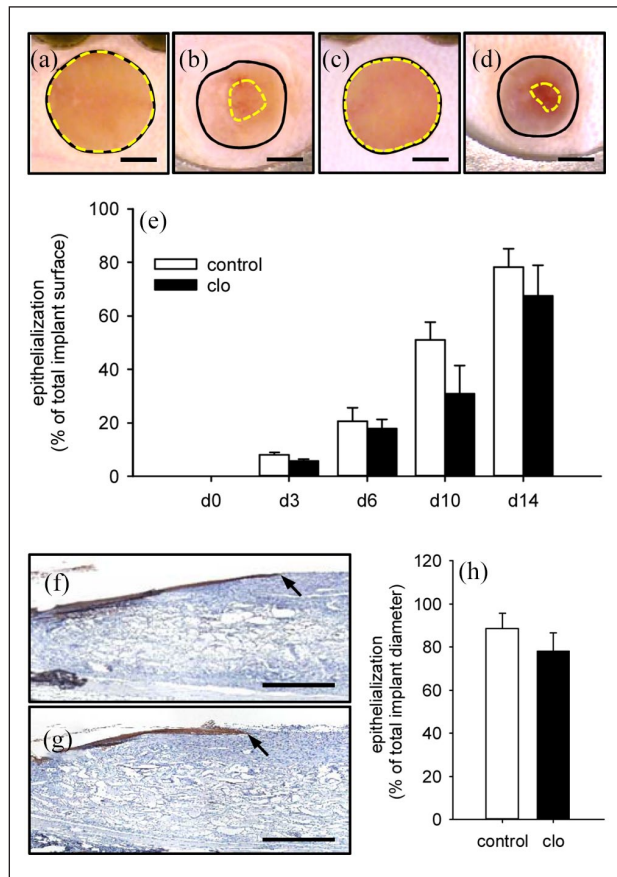 (a)
(b)
(c)
(d)
(e)
epithelialization
(% of total implant surface)
100
80
60
40
20
0
control
clo
d0 d3 d6 d10 d14
(f)
(g)
(h)
epithelialization
(% of total implant diameter)
120
100
80
60
40
20
0
control clo